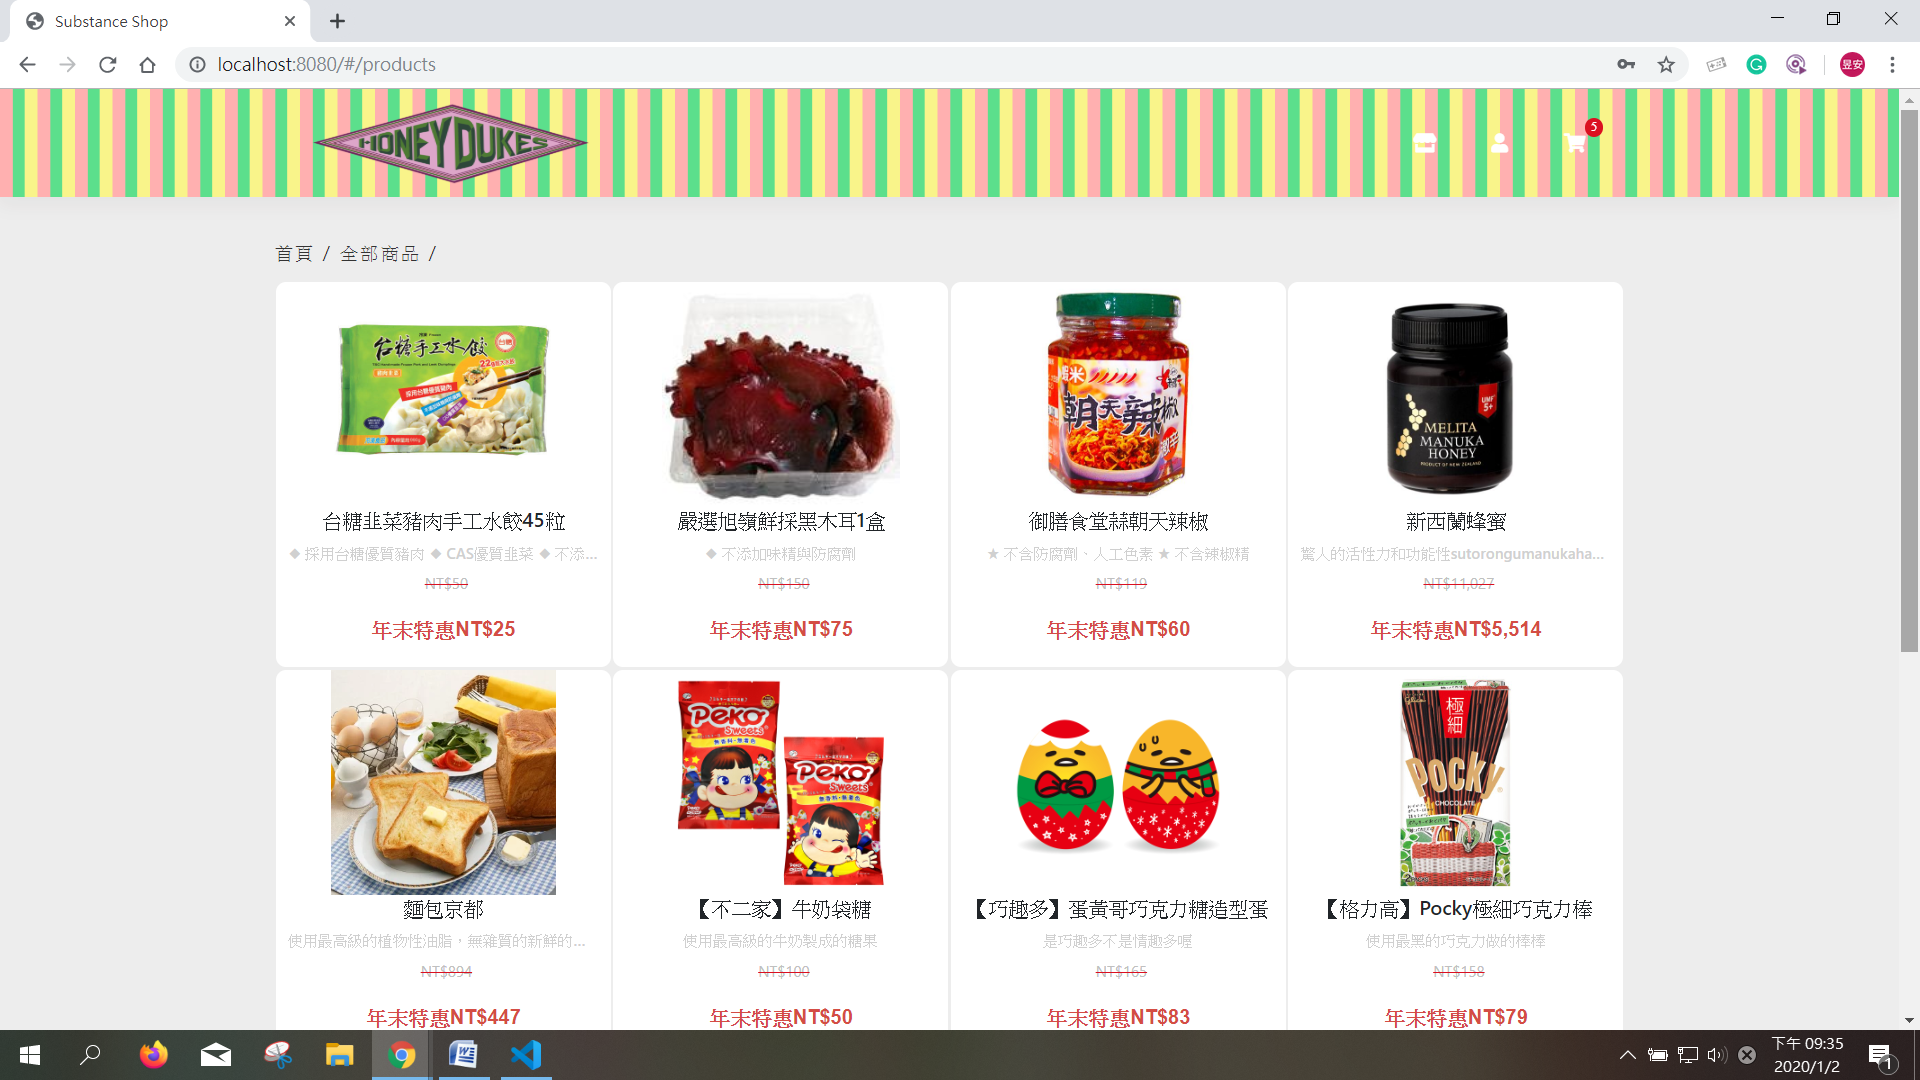 Substance Shop
localhost:8080/#/products
昱安
HONEYDUKES
5
首頁 / 全部商品 /
台糖手工水餃
台糖
朝天辣椒
UMF 5+
MELITA
MANUKA
HONEY
PRODUCT OF NEW ZEALAND
台糖韭菜豬肉手工水餃45粒
嚴選旭嶺鮮採黑木耳1盒
御膳食堂蒜朝天辣椒
新西蘭蜂蜜
◆ 採用台糖優質豬肉 ◆ CAS優質韭菜 ◆ 不添...
◆ 不添加味精與防腐劑
★ 不含防腐劑、人工色素 ★ 不含辣椒精
驚人的活性力和功能性sutorongumanukaha...
NT$50
NT$150
NT$119
NT$11,027
年末特惠NT$25
年末特惠NT$75
年末特惠NT$60
年末特惠NT$5,514
Peko
Sweets
Peko
Sweets
極細
POCKY
CHOCOLATE
麵包京都
【不二家】牛奶袋糖
【巧趣多】蛋黃哥巧克力糖造型蛋
【格力高】Pocky極細巧克力棒
使用最高級的植物性油脂，無雜質的新鮮的...
使用最高級的牛奶製成的糖果
是巧趣多不是情趣多喔
使用最黑的巧克力做的棒棒
NT$894
NT$100
NT$165
NT$158
年末特惠NT$447
年末特惠NT$50
年末特惠NT$83
年末特惠NT$79
下午 09:35
2020/1/2
1